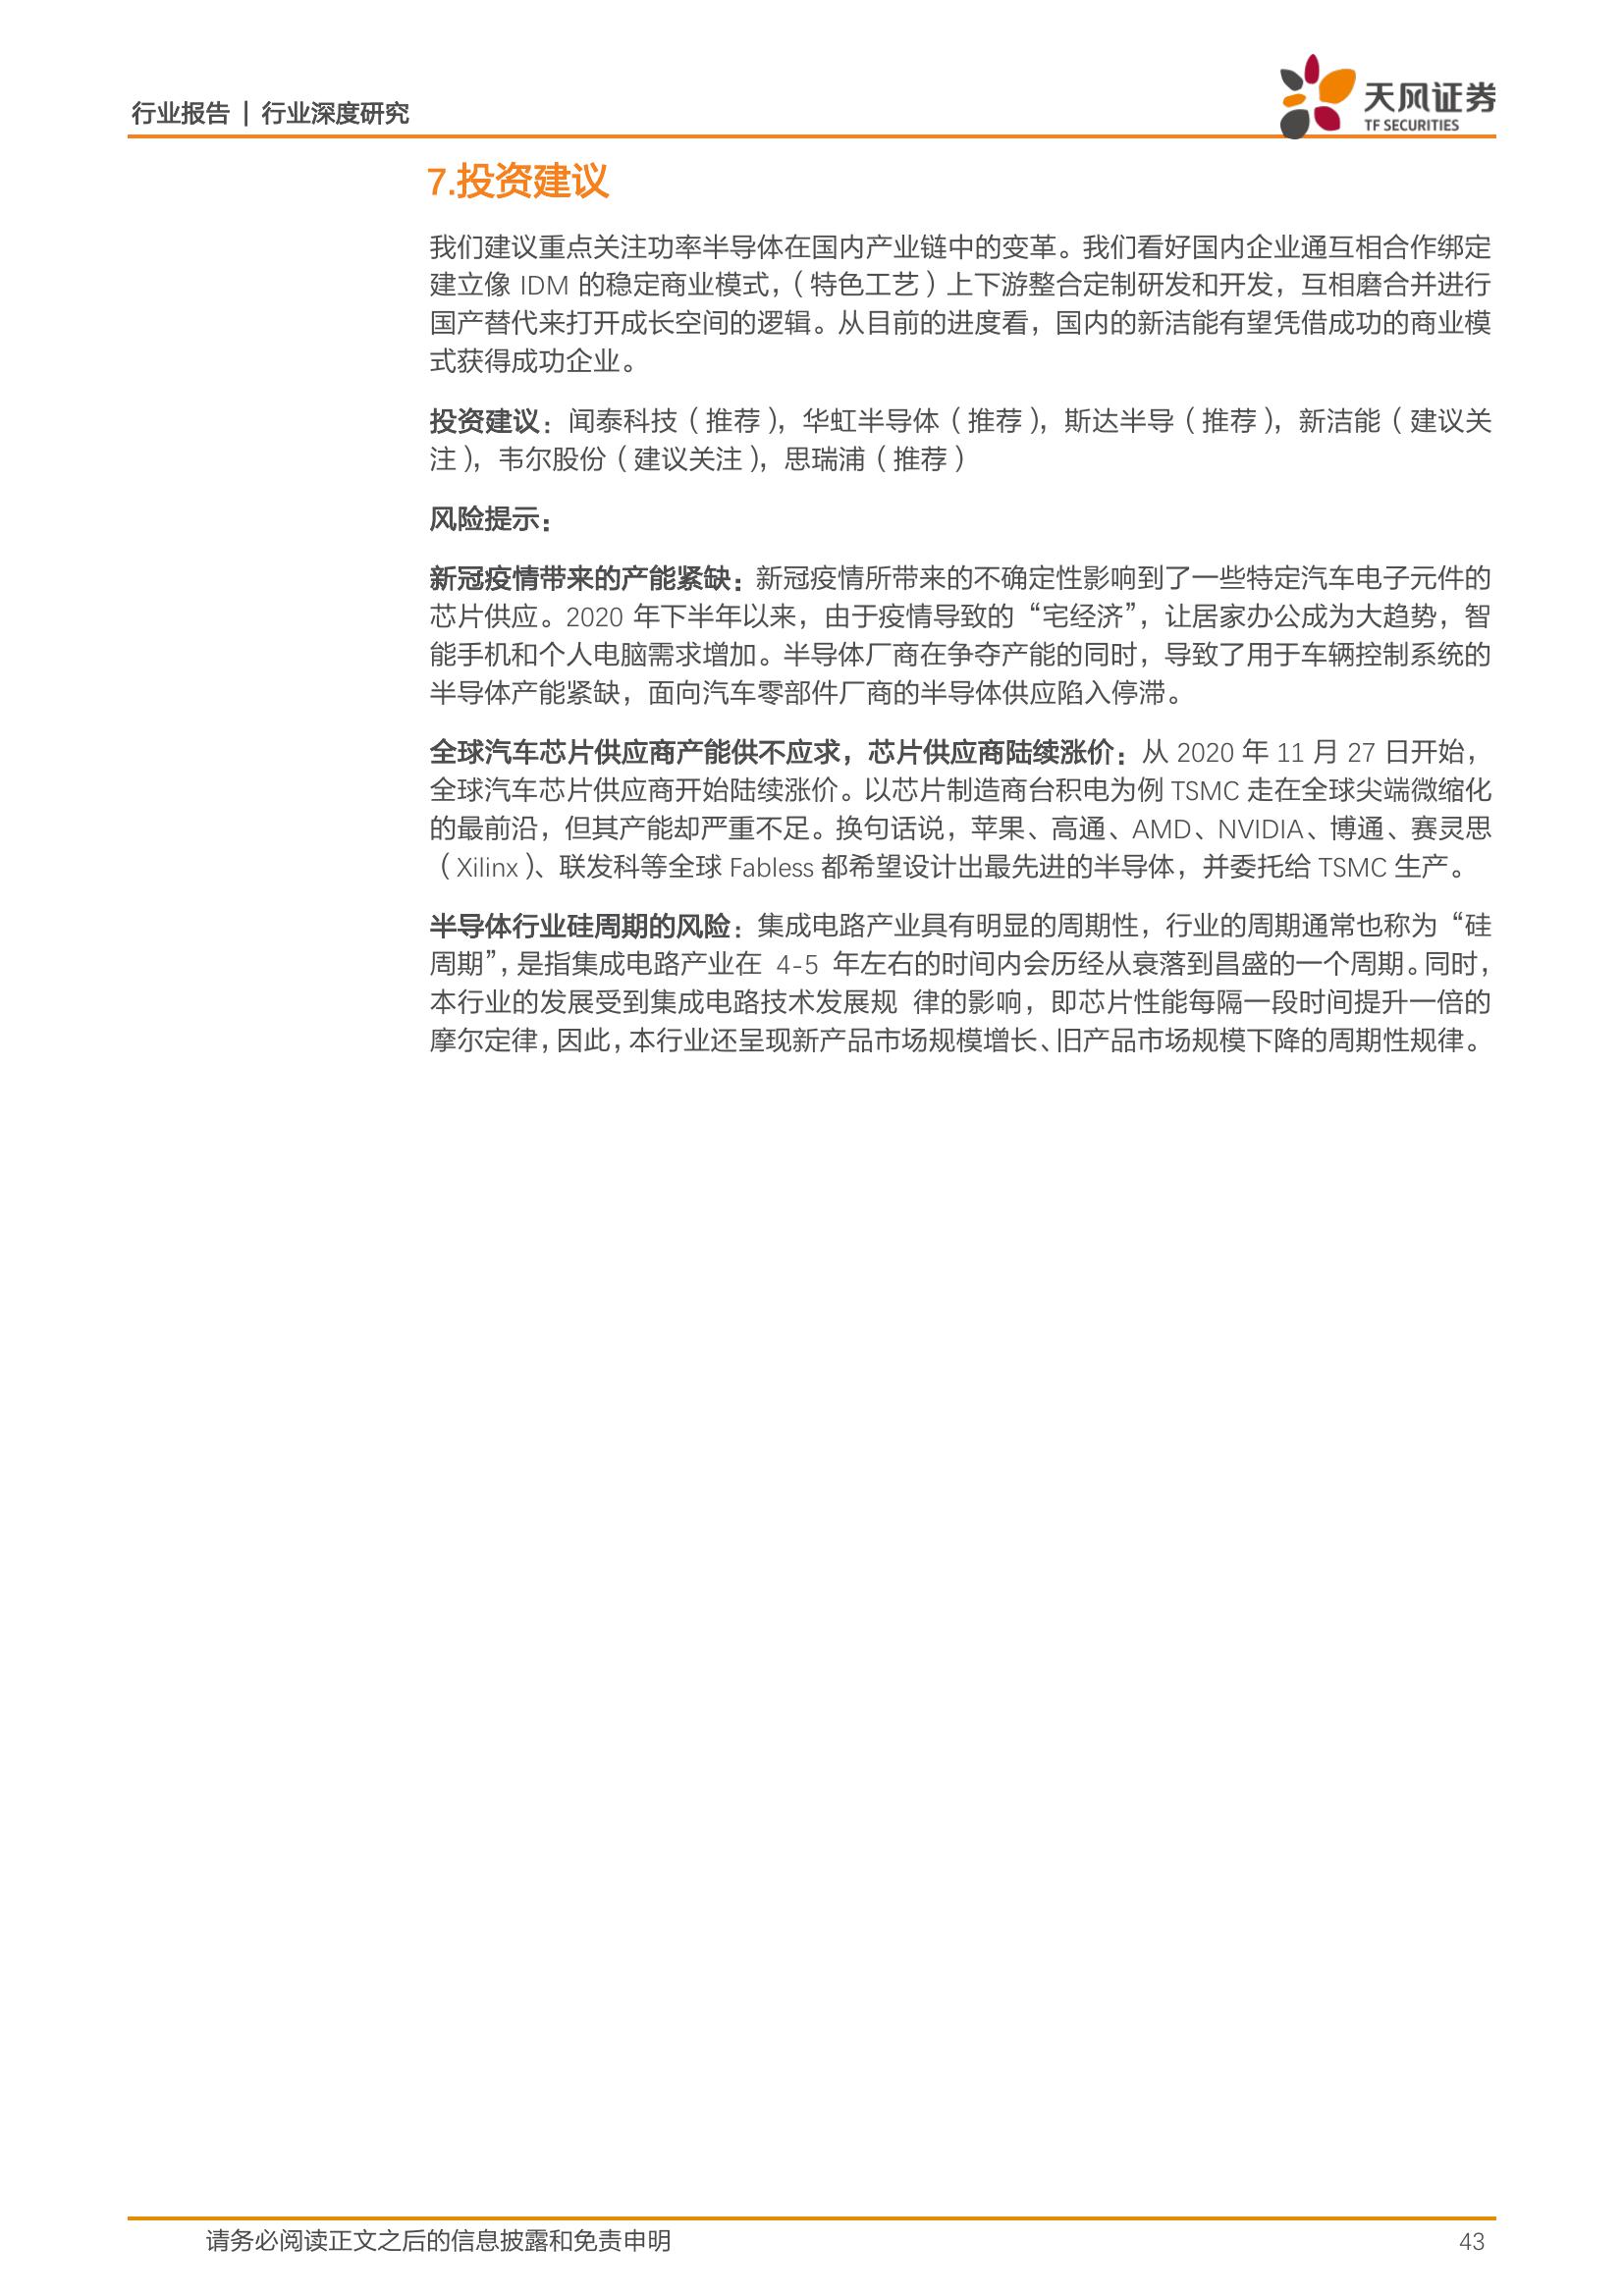 行业报告 | 行业深度研究
天风证券
TF SECURITIES
7.投资建议
我们建议重点关注功率半导体在国内产业链中的变革。我们看好国内企业通互相合作绑定
建立像 IDM 的稳定商业模式，（特色工艺）上下游整合定制研发和开发，互相磨合并进行
国产替代来打开成长空间的逻辑。从目前的进度看，国内的新洁能有望凭借成功的商业模
式获得成功企业。
投资建议：闻泰科技（推荐），华虹半导体（推荐），斯达半导（推荐），新洁能（建议关
注），韦尔股份（建议关注），思瑞浦（推荐）
风险提示：
新冠疫情带来的产能紧缺：新冠疫情所带来的不确定性影响到了一些特定汽车电子元件的
芯片供应。2020 年下半年以来，由于疫情导致的“宅经济”，让居家办公成为大趋势，智
能手机和个人电脑需求增加。半导体厂商在争夺产能的同时，导致了用于车辆控制系统的
半导体产能紧缺，面向汽车零部件厂商的半导体供应陷入停滞。
全球汽车芯片供应商产能供不应求，芯片供应商陆续涨价：从 2020 年 11 月 27 日开始，
全球汽车芯片供应商开始陆续涨价。以芯片制造商台积电为例 TSMC 走在全球尖端微缩化
的最前沿，但其产能却严重不足。换句话说，苹果、高通、AMD、NVIDIA、博通、赛灵思
（Xilinx）、联发科等全球 Fabless 都希望设计出最先进的半导体，并委托给 TSMC 生产。
半导体行业硅周期的风险：集成电路产业具有明显的周期性，行业的周期通常也称为“硅
周期”，是指集成电路产业在 4-5 年左右的时间内会历经从衰落到昌盛的一个周期。同时，
本行业的发展受到集成电路技术发展规 律的影响，即芯片性能每隔一段时间提升一倍的
摩尔定律，因此，本行业还呈现新产品市场规模增长、旧产品市场规模下降的周期性规律。
请务必阅读正文之后的信息披露和免责申明
43